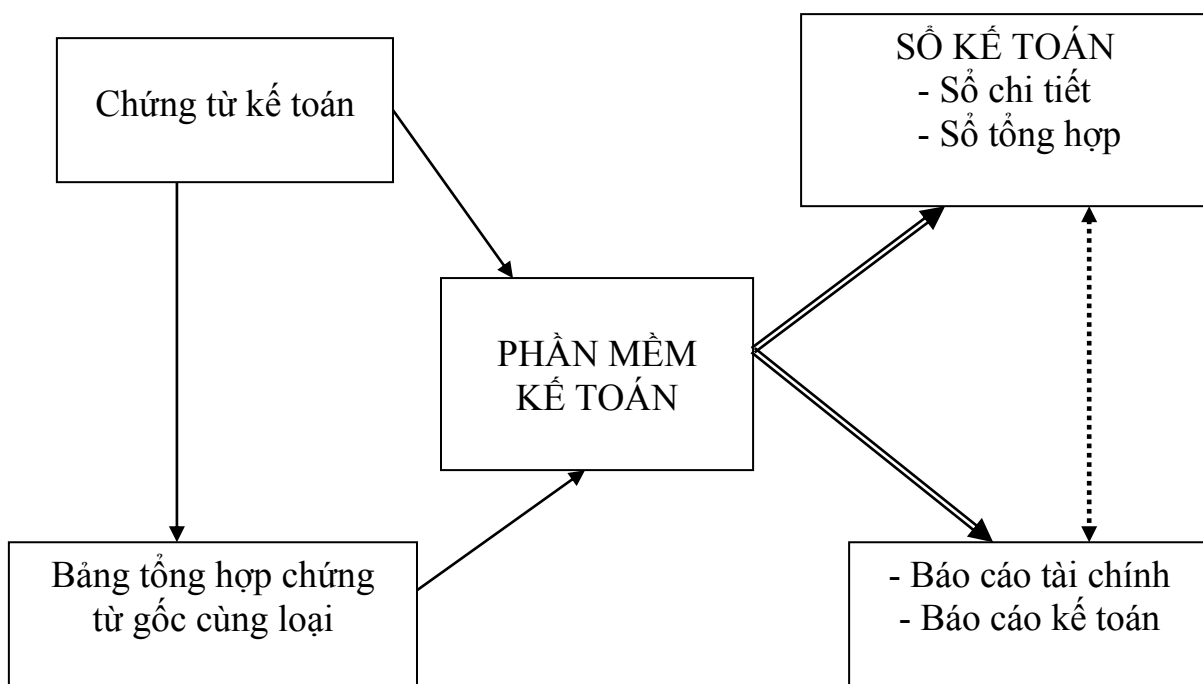 Chứng từ kế toán
SỔ KẾ TOÁN
- Sổ chi tiết
- Sổ tổng hợp
PHẦN MỀM
KẾ TOÁN
Bảng tổng hợp chứng
từ gốc cùng loại
- Báo cáo tài chính
- Báo cáo kế toán